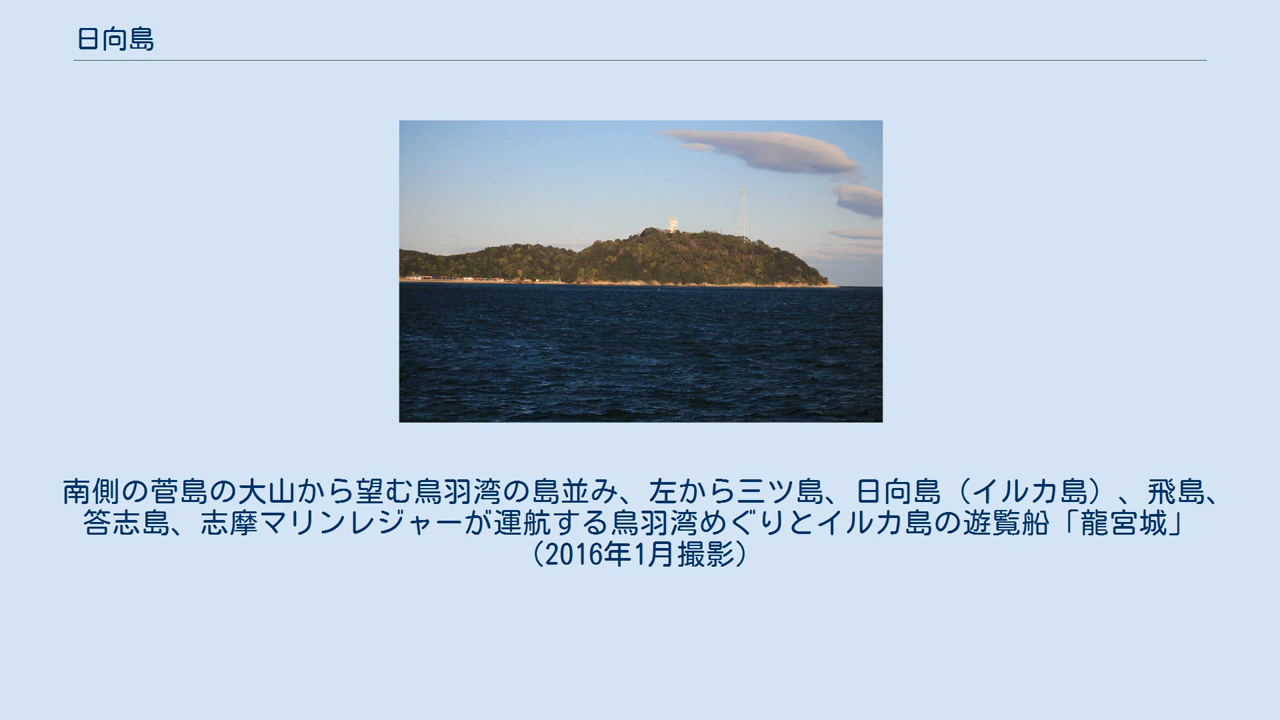 日向島
南側の菅島の大山から望む鳥羽湾の島並み、左から三ツ島、日向島（イルカ島）、飛島、
答志島、志摩マリンレジャーが運航する鳥羽湾めぐりとイルカ島の遊覧船「龍宮城」
（2016年1月撮影）